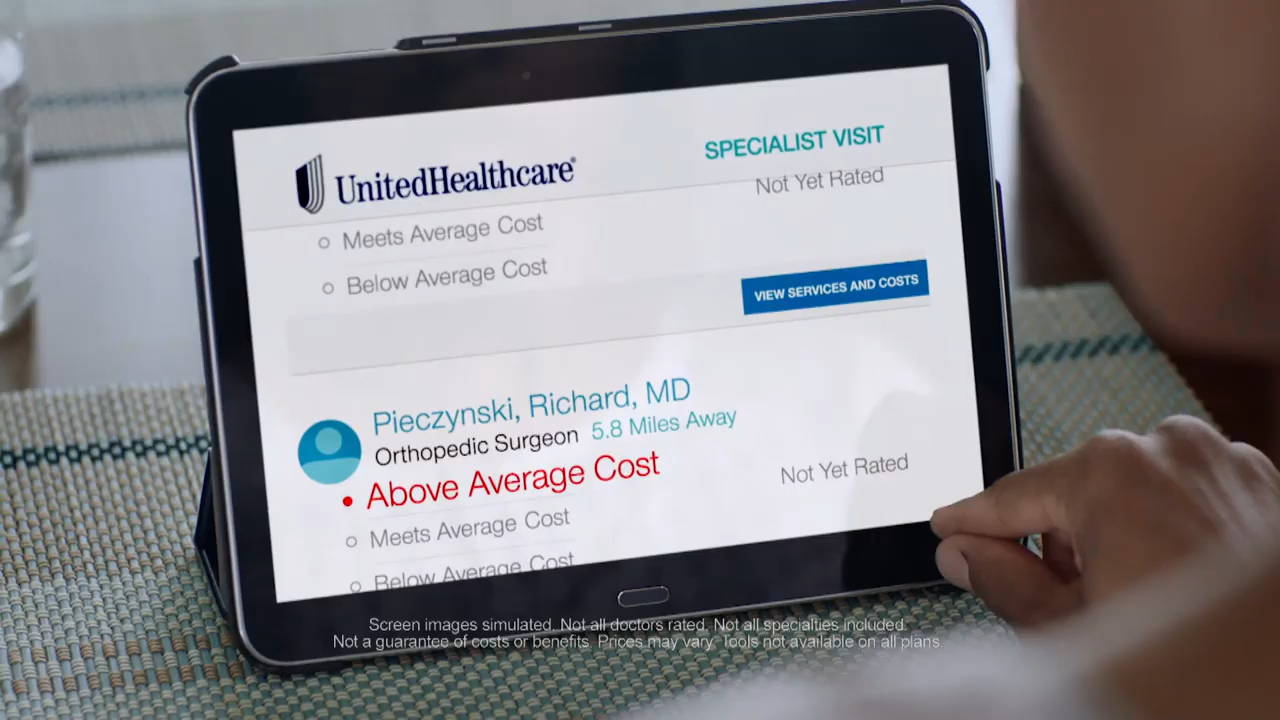 UnitedHealthcare®
SPECIALIST VISIT
Not Yet Rated
Meets Average Cost
Below Average Cost
VIEW SERVICES AND COSTS
Pieczynski, Richard, MD
Orthopedic Surgeon 5.8 Miles Away
Above Average Cost
Not Yet Rated
Meets Average Cost
Below Average Cost
Screen images simulated. Not all doctors rated. Not all specialties included.
Not a guarantee of costs or benefits. Prices may vary. Tools not available on all plans.